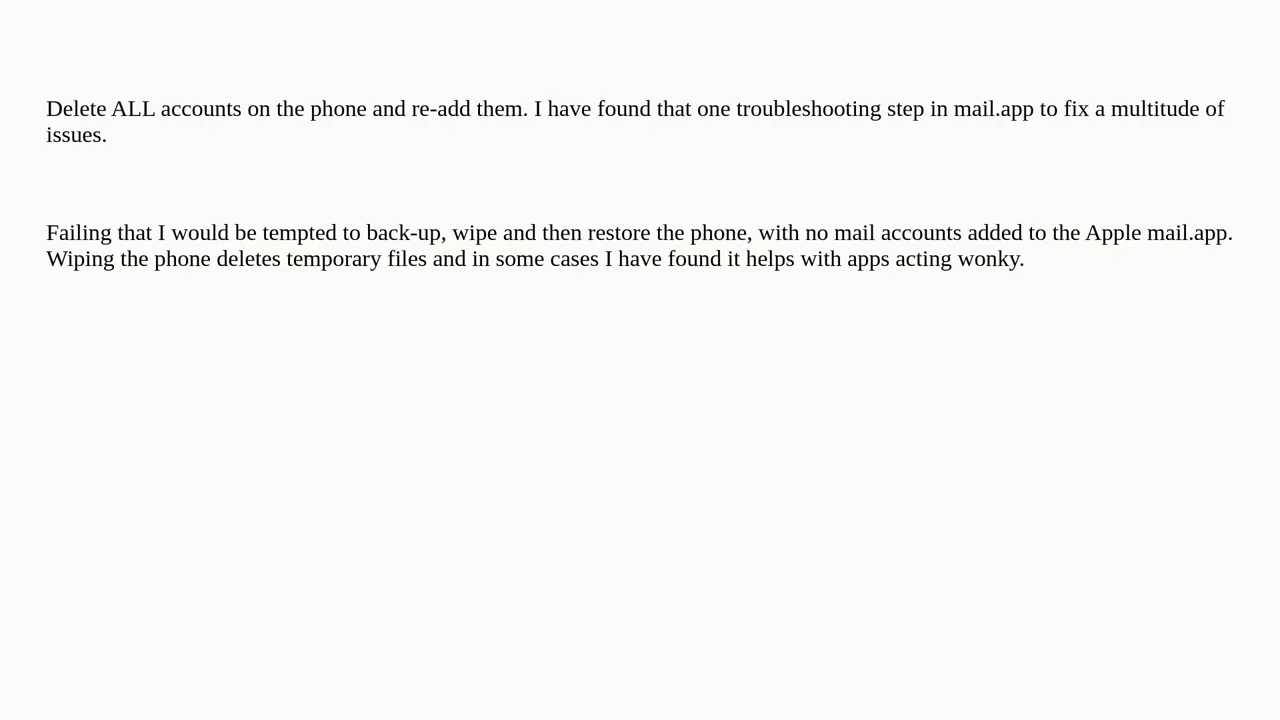 Delete ALL accounts on the phone and re-add them. I have found that one troubleshooting step in mail.app to fix a multitude of
issues.
Failing that I would be tempted to back-up, wipe and then restore the phone, with no mail accounts added to the Apple mail.app.
Wiping the phone deletes temporary files and in some cases I have found it helps with apps acting wonky.